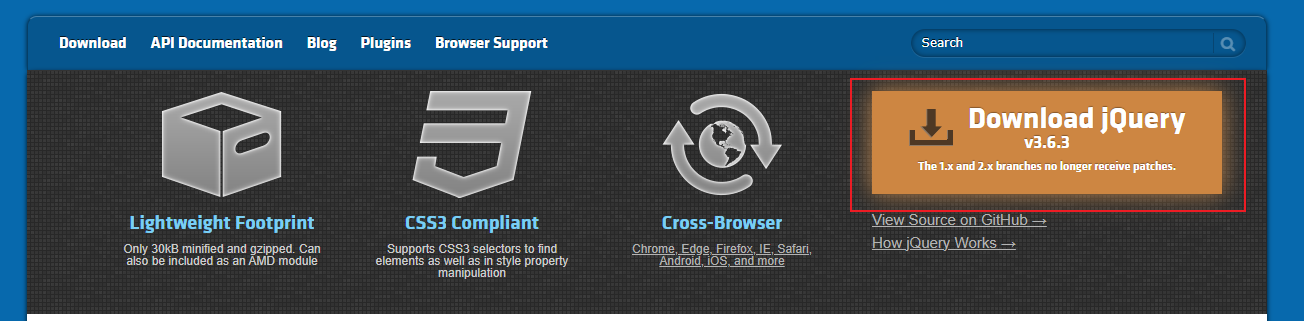 Download API Documentation Blog Plugins Browser Support Search
Download jQuery
v3.6.3
The 1.x and 2.x branches no longer receive patches.
Lightweight Footprint
Only 30kB minified and gzipped. Can
also be included as an AMD module
CSS3 Compliant
Supports CSS3 selectors to find
elements as well as in style property
manipulation
Cross-Browser
Chrome, Edge, Firefox, IE, Safari,
Android, iOS, and more
View Source on GitHub →
How jQuery Works →